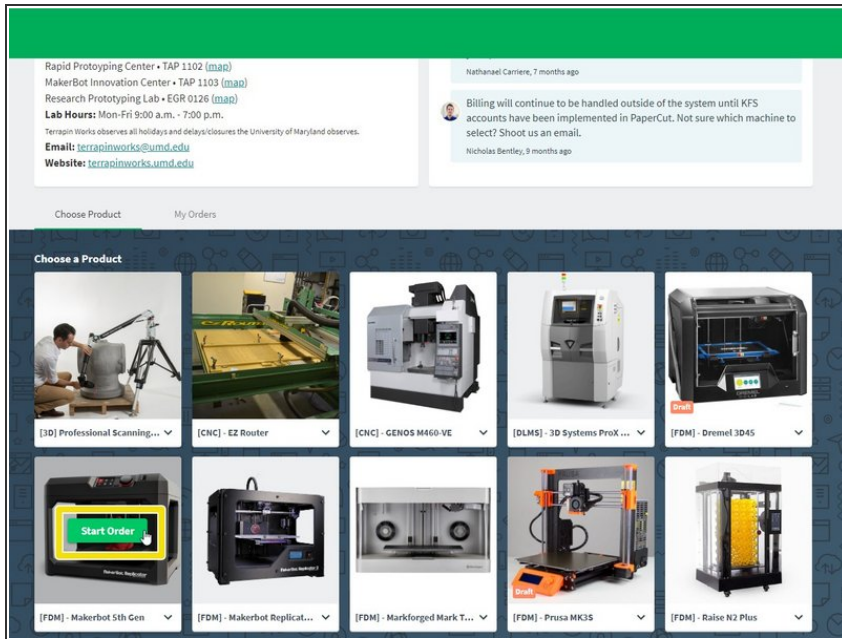 Rapid Protoyping Center • TAP 1102 (map)
MakerBot Innovation Center • TAP 1103 (map)
Research Prototyping Lab • EGR 0126 (map)
Lab Hours: Mon-Fri 9:00 a.m. - 7:00 p.m.
Terrapin Works observes all holidays and delays/closures the University of Maryland observes.
Email: terrapinworks@umd.edu
Website: terrapinworks.umd.edu
Nathanael Carriere, 7 months ago
Billing will continue to be handled outside of the system until KFS
accounts have been implemented in PaperCut. Not sure which machine to
select? Shoot us an email.
Nicholas Bentley, 9 months ago
Choose Product
My Orders
Choose a Product
[3D] Professional Scanning...
[CNC] - EZ Router
[CNC] - GENOS M460-VE
[DLMS] - 3D Systems ProX ...
Draft
[FDM] - Dremel 3D45
Start Order
[FDM] - Makerbot 5th Gen
[FDM] - Makerbot Replicat...
[FDM] - Markforged Mark T...
Draft
[FDM] - Prusa MK3S
[FDM] - Raise N2 Plus